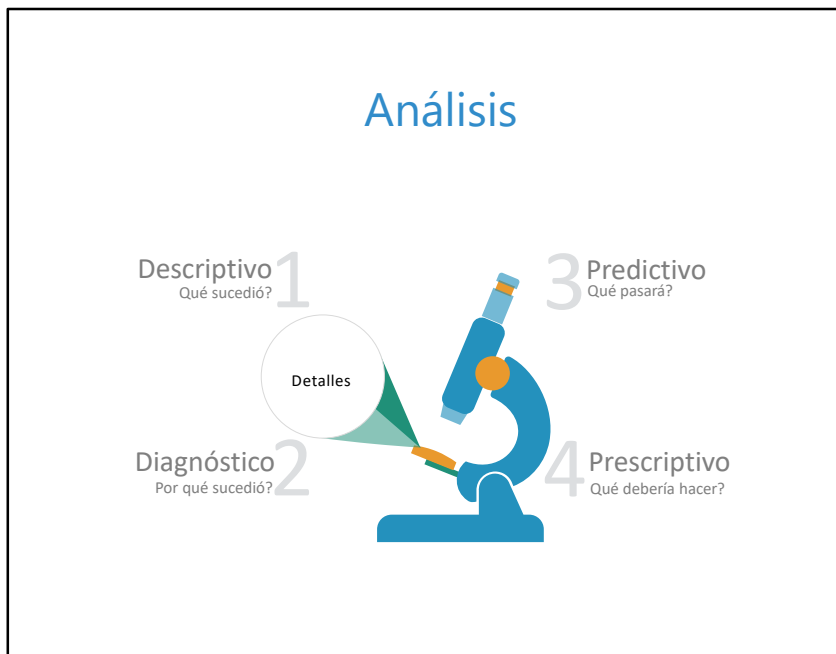 Análisis
Descriptivo 1
Qué sucedió?
Detalles
Diagnóstico 2
Por qué sucedió?
3 Predictivo
Qué pasará?
4 Prescriptivo
Qué debería hacer?